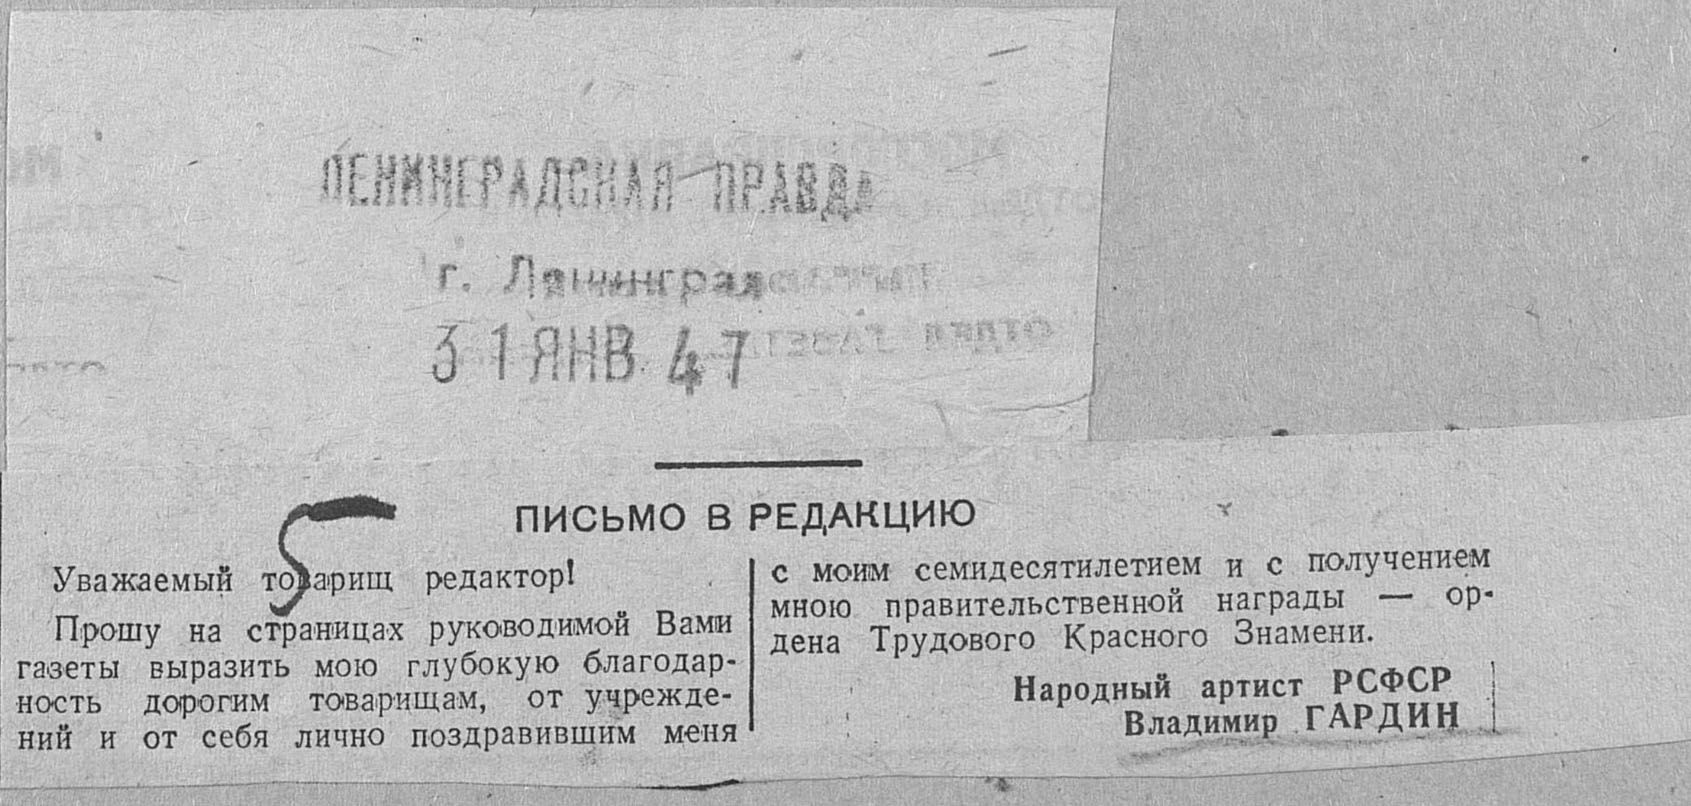 ЛЕНИНГРАДСКАЯ ПРАВДА
г. Ленинград
31 ЯНВ 47
ПИСЬМО В РЕДАКЦИЮ
Уважаемый товарищ редактор!
Прошу на страницах руководимой Вами
газеты выразить мою глубокую благодар-
ность дорогим товарищам, от учрежде-
ний и от себя лично поздравившим меня
с моим семидесятилетием и с получением
мною правительственной награды — ор-
дена Трудового Красного Знамени.
Народный артист РСФСР
Владимир ГАРДИН